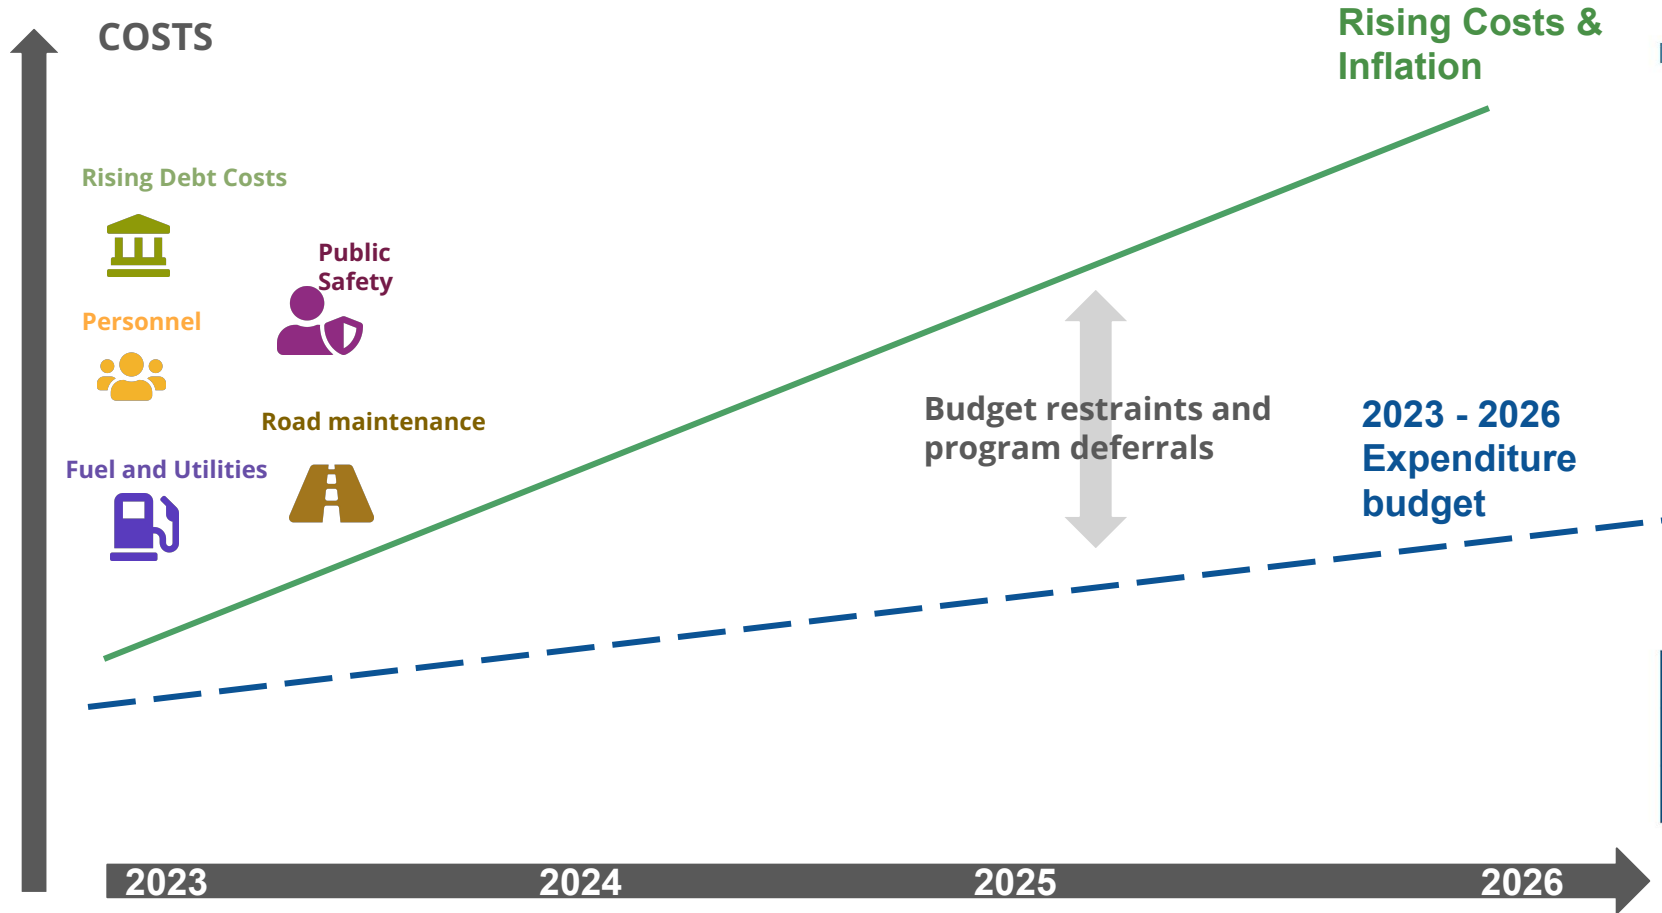 COSTS
Rising Costs &
Inflation
Rising Debt Costs
Public
Safety
Personnel
Road maintenance
Fuel and Utilities
Budget restraints and
program deferrals
2023 - 2026
Expenditure
budget
2023
2024
2025
2026